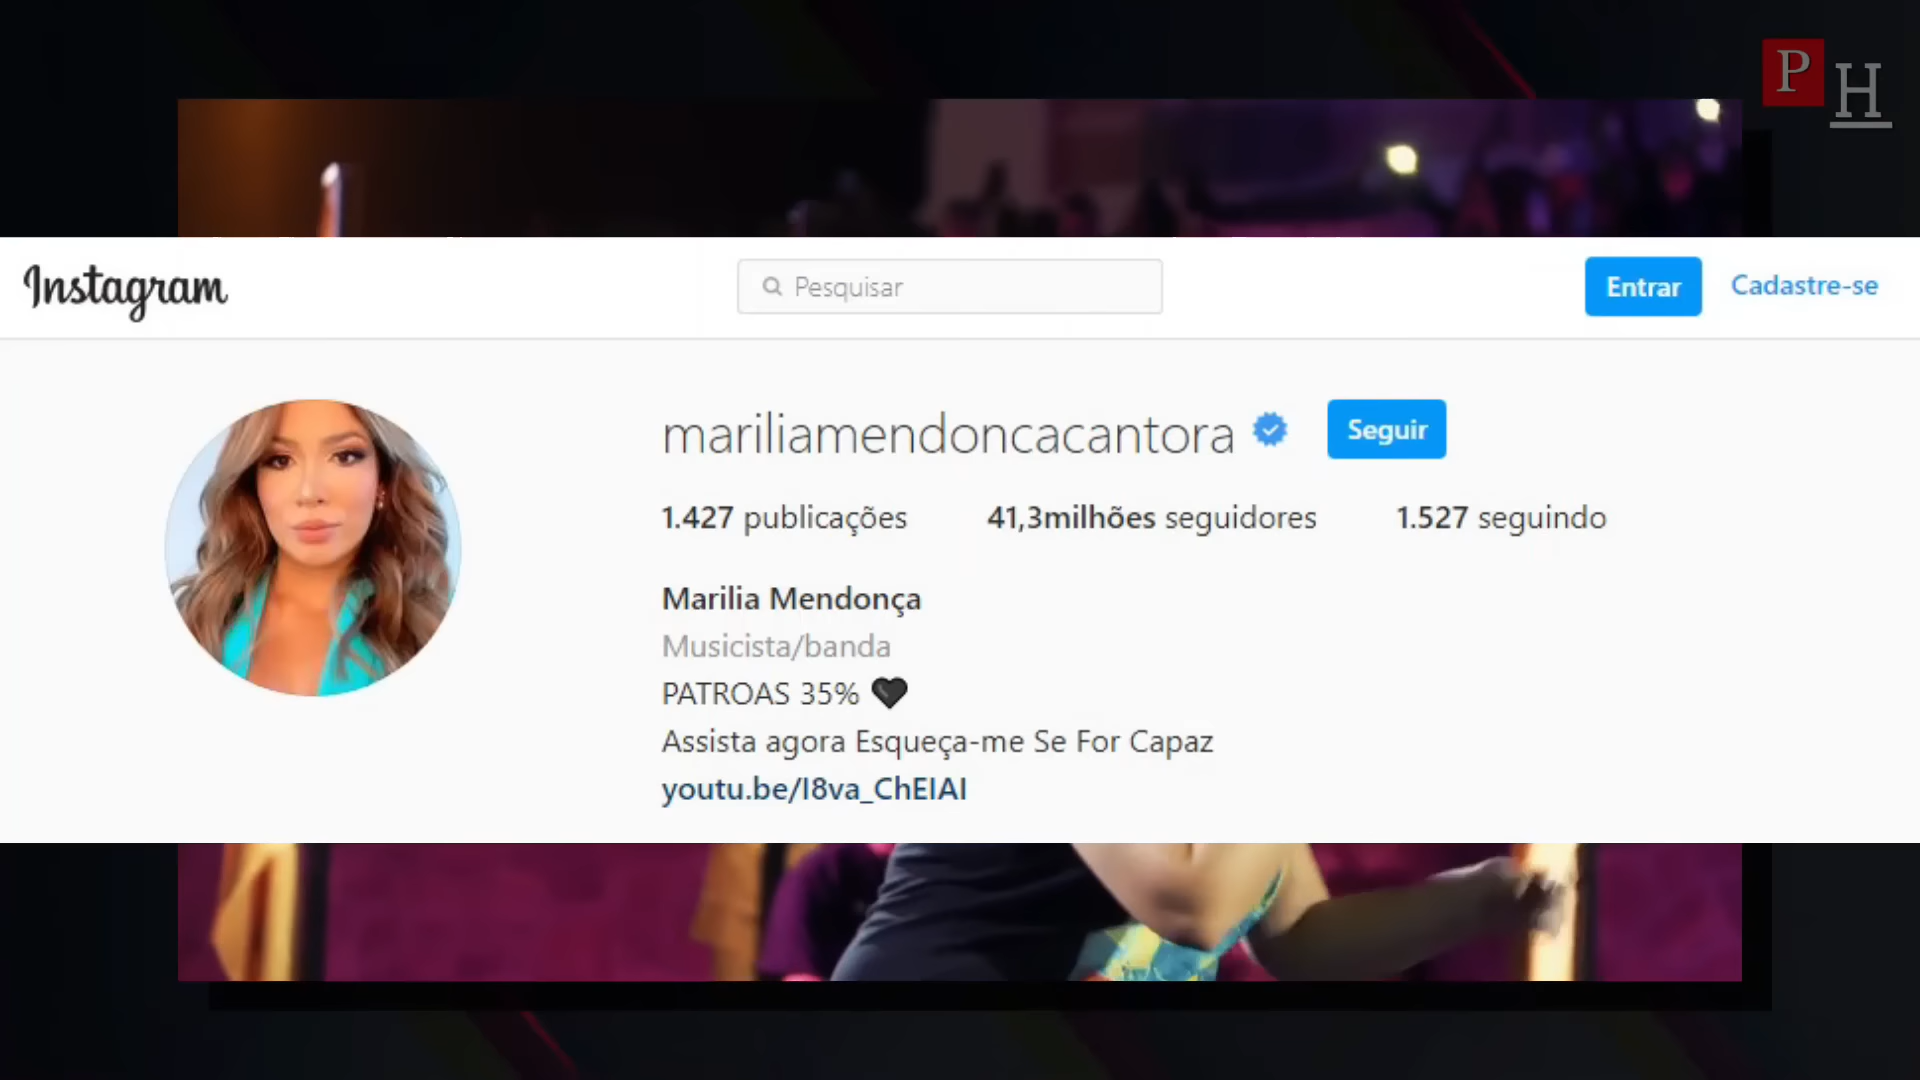 P H
Instagram
Pesquisar
Entrar
Cadastre-se
mariliamendoncacantora
Seguir
1.427 publicações 41,3milhões seguidores 1.527 seguindo
Marilia Mendonça
Musicista/banda
PATROAS 35% 🖤
Assista agora Esqueça-me Se For Capaz
youtu.be/I8va_ChEIAI